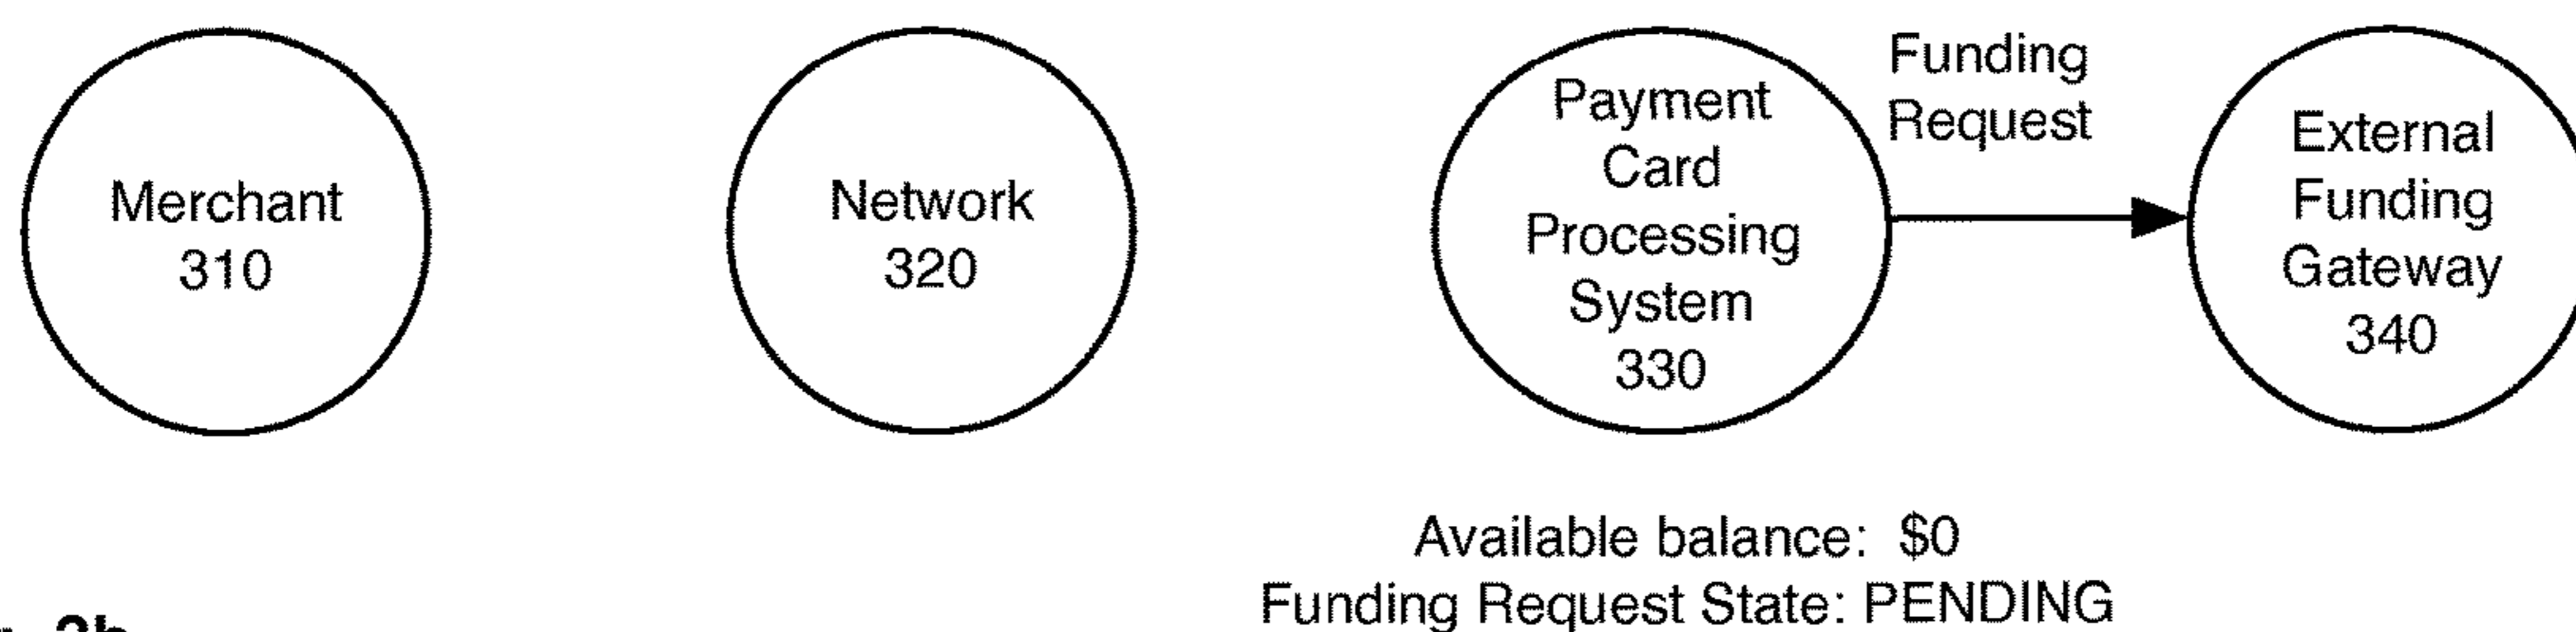 Merchant
310
Network
320
Payment
Card
Processing
System
330
Funding
Request
External
Funding
Gateway
340
Available balance: $0
Funding Request State: PENDING